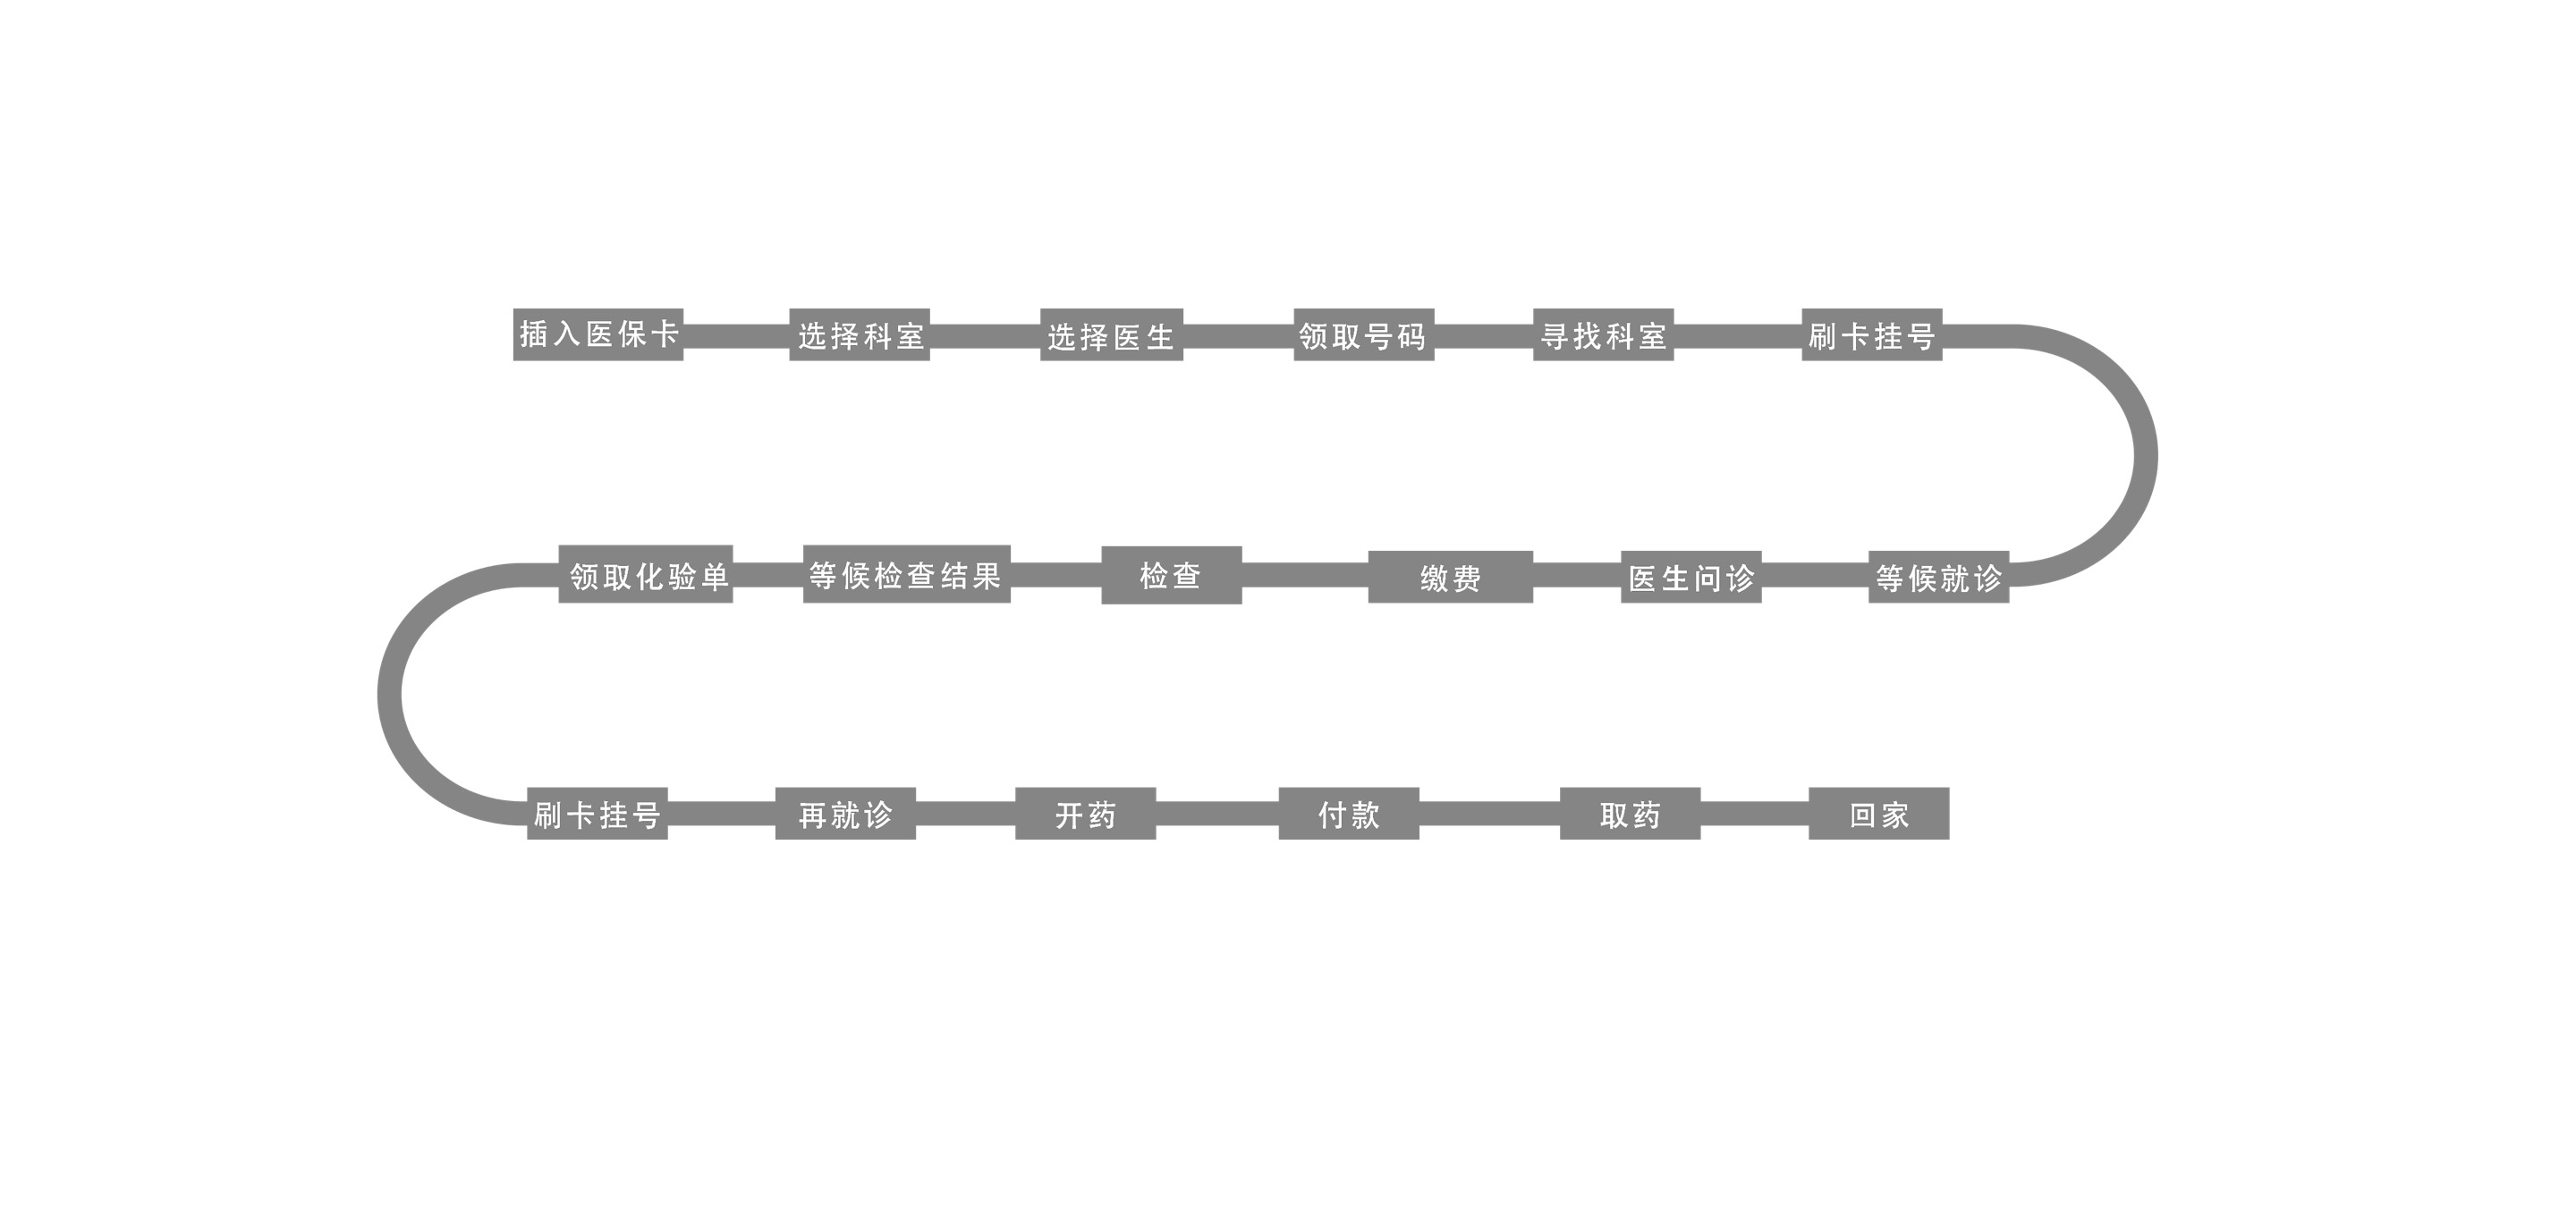 插入医保卡
选择科室
选择医生
领取号码
寻找科室
刷卡挂号
等候就诊
医生问诊
缴费
检查
等候检查结果
领取化验单
刷卡挂号
再就诊
开药
付款
取药
回家